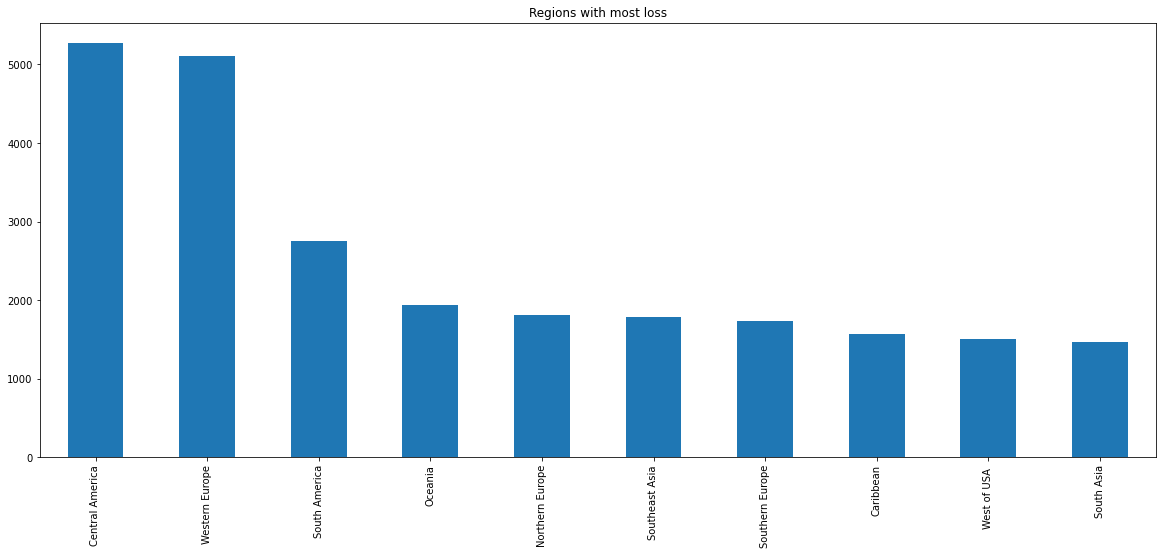 Regions with most loss
5000
4000
3000
2000
1000
0
Central America
Western Europe
South America
Oceania
Northern Europe
Southeast Asia
Southern Europe
Caribbean
West of USA
South Asia